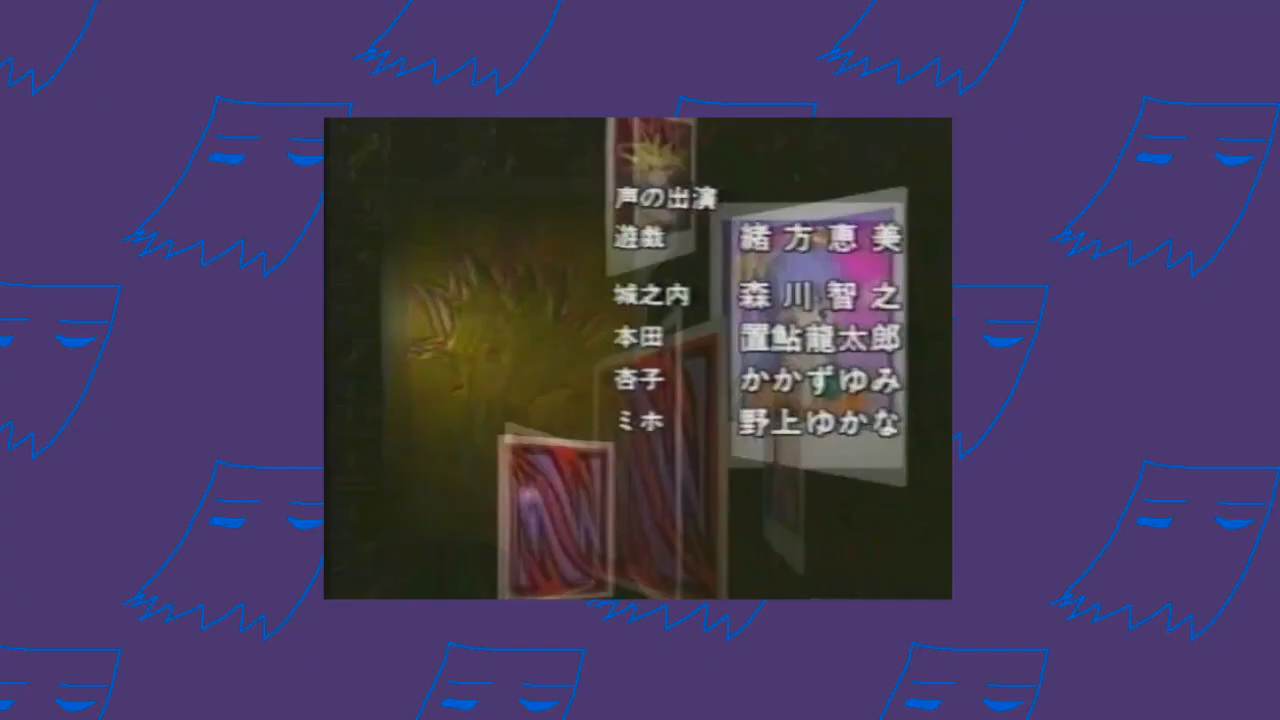 声の出演
遊戯 緒方恵美
城之内 森川智之
本田 置鮎龍太郎
杏子 かかずゆみ
ミホ 野上ゆかな